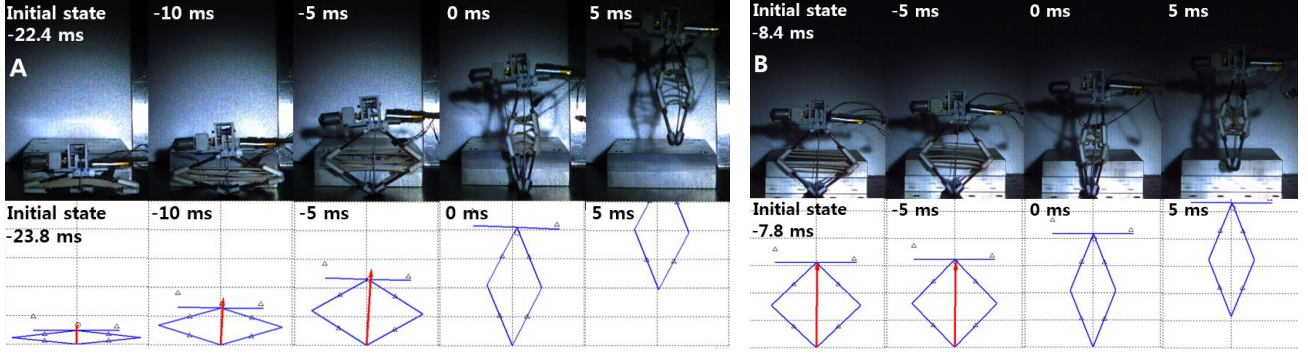 Initial state -10 ms -5 ms 0 ms 5 ms
-22.4 ms
A
Initial state -10 ms -5 ms 0 ms 5 ms
-23.8 ms
Initial state -5 ms 0 ms 5 ms
-8.4 ms
B
Initial state -5 ms 0 ms 5 ms
-7.8 ms